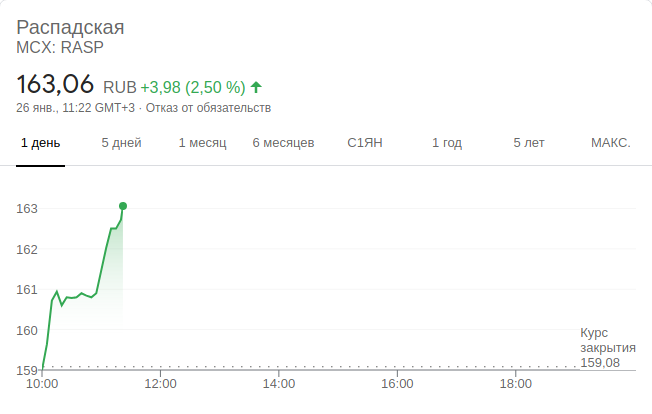 Распадская
MCX: RASP
163,06 RUB +3,98 (2,50 %)
26 янв., 11:22 GMT+3 · Отказ от обязательств
1 день 5 дней 1 месяц 6 месяцев С1ЯН 1 год 5 лет МАКС.
163
162
161
160
159
Курс
закрытия
159,08
10:00 12:00 14:00 16:00 18:00